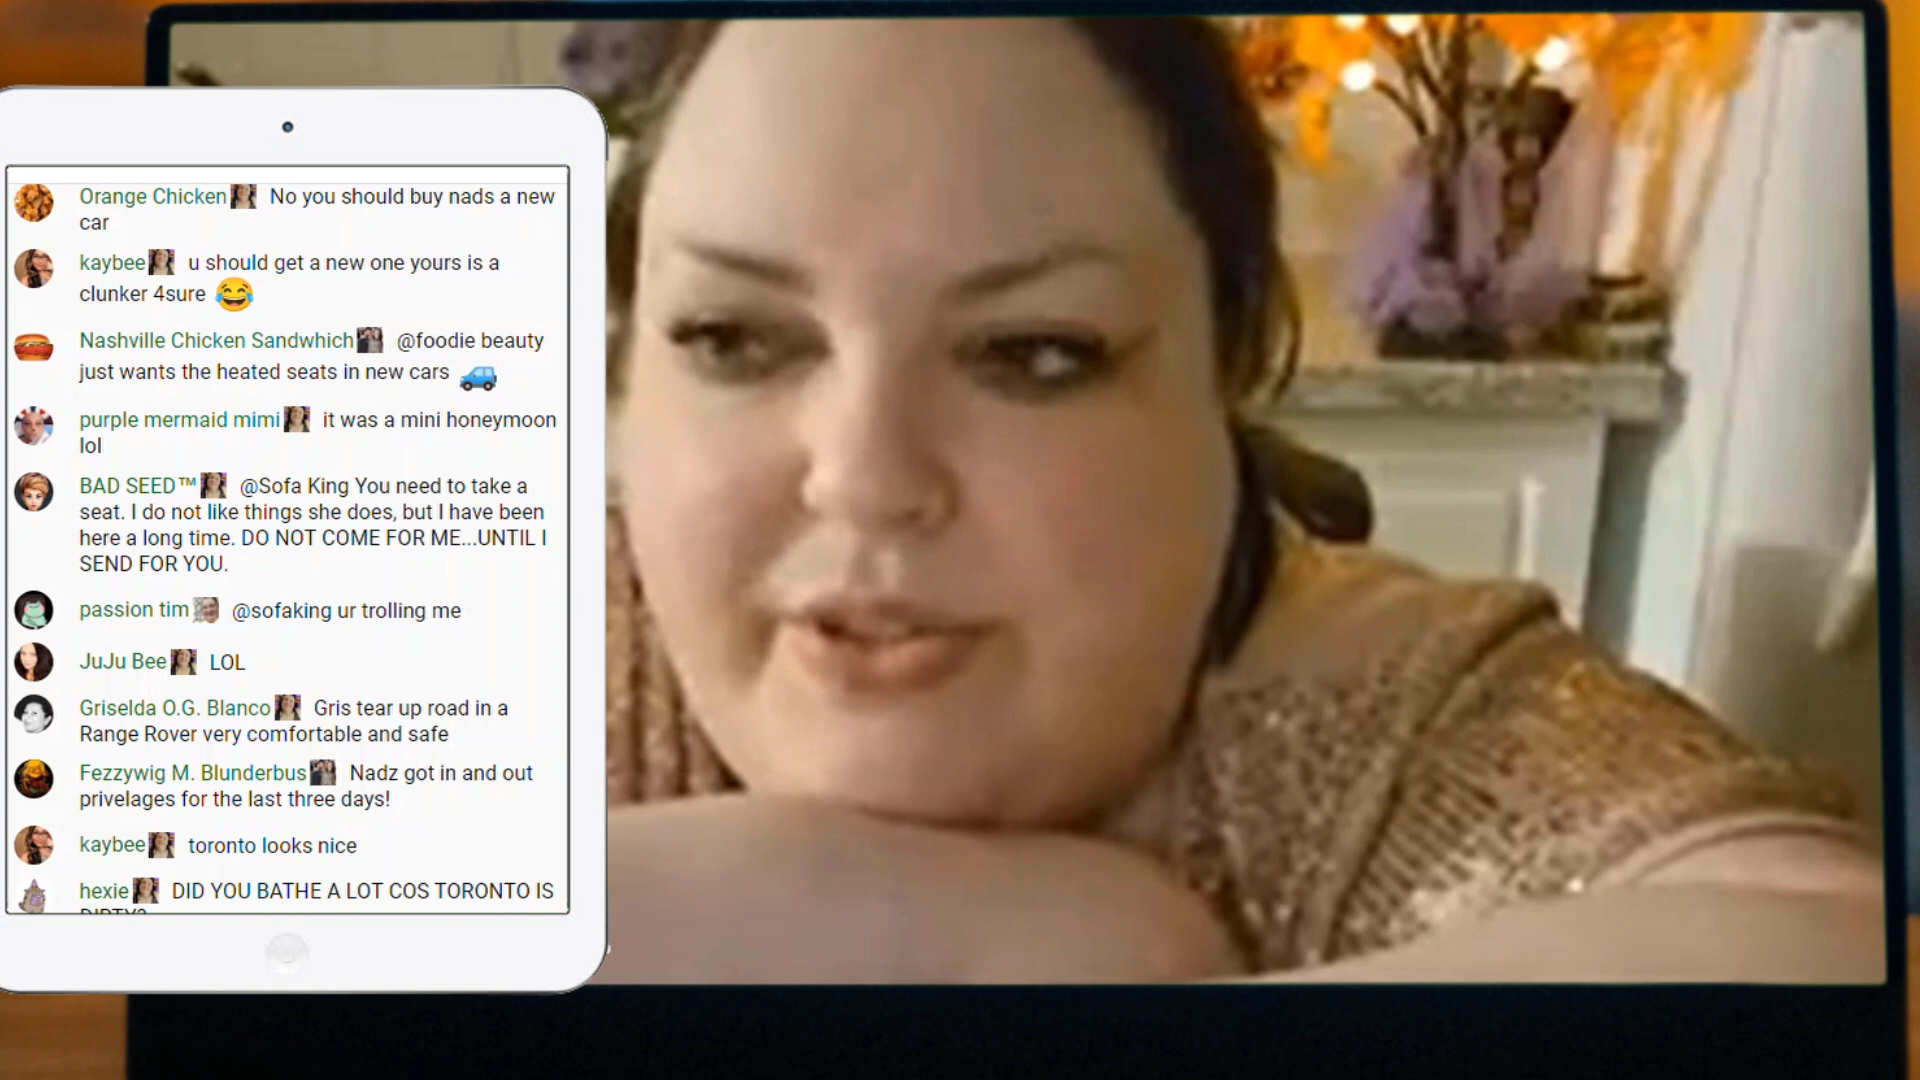 Orange Chicken No you should buy nads a new
car
kaybee u should get a new one yours is a
clunker 4sure 😂
Nashville Chicken Sandwhich @foodie beauty
just wants the heated seats in new cars 🚙
purple mermaid mimi it was a mini honeymoon
lol
BAD SEED™ @Sofa King You need to take a
seat. I do not like things she does, but I have been
here a long time. DO NOT COME FOR ME...UNTIL I
SEND FOR YOU.
passion tim @sofaking ur trolling me
JuJu Bee LOL
Griselda O.G. Blanco Gris tear up road in a
Range Rover very comfortable and safe
Fezzywig M. Blunderbus Nadz got in and out
privelages for the last three days!
kaybee toronto looks nice
hexie DID YOU BATHE A LOT COS TORONTO IS
DIRTY?